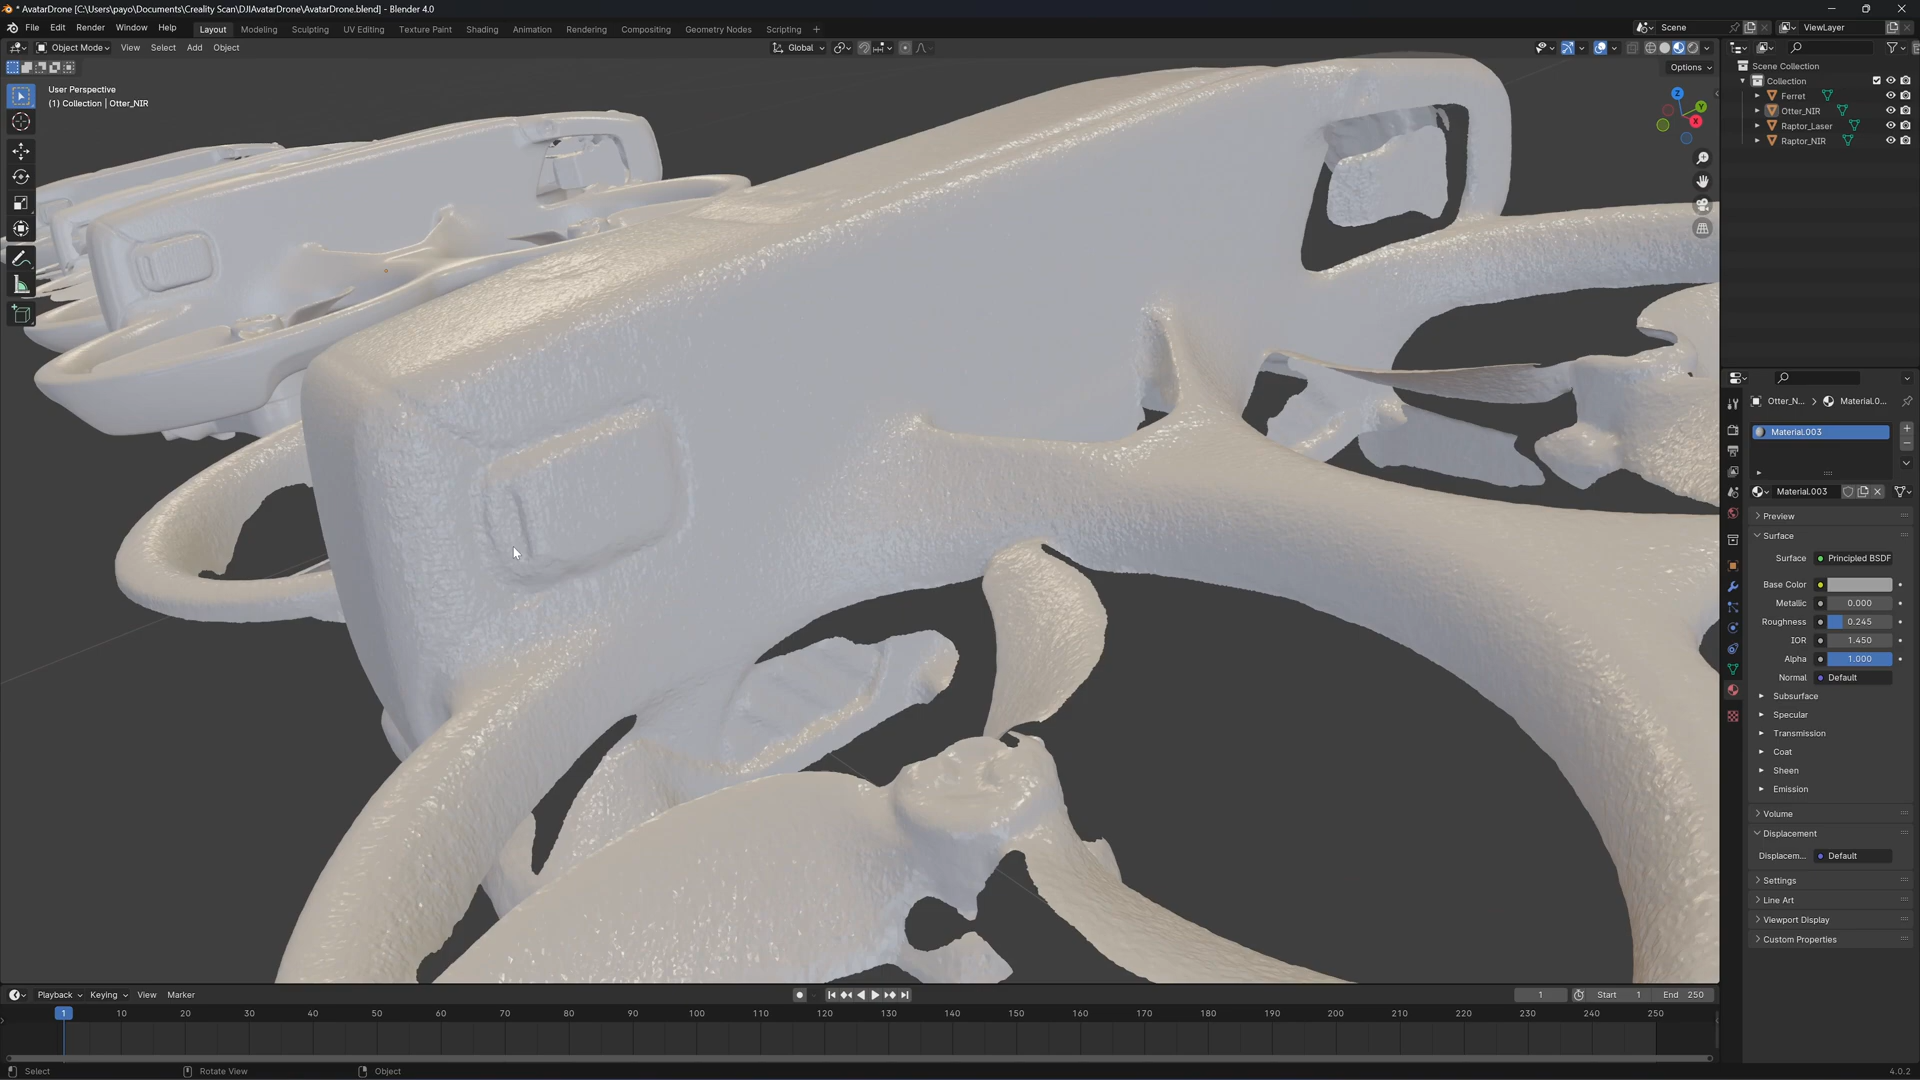 * AvatarDrone [C:\Users\payo\Documents\Creality Scan\DJIAvatarDrone\AvatarDrone.blend] - Blender 4.0
File Edit Render Window Help Layout Modeling Sculpting UV Editing Texture Paint Shading Animation Rendering Compositing Geometry Nodes Scripting + Scene ViewLayer
Object Mode View Select Add Object Global
Options
User Perspective
(1) Collection | Otter_NIR
Z
Y
X
Scene Collection
Collection
Ferret
Otter_NIR
Raptor_Laser
Raptor_NIR
Otter_N... > Material.0...
Material.003
Material.003
Preview
Surface
Surface Principled BSDF
Base Color
Metallic 0.000
Roughness 0.245
IOR 1.450
Alpha 1.000
Normal Default
Subsurface
Specular
Transmission
Coat
Sheen
Emission
Volume
Displacement
Displacem... Default
Settings
Line Art
Viewport Display
Custom Properties
Playback Keying View Marker 1 Start 1 End 250
1 10 20 30 40 50 60 70 80 90 100 110 120 130 140 150 160 170 180 190 200 210 220 230 240 250
Select Rotate View Object 4.0.2